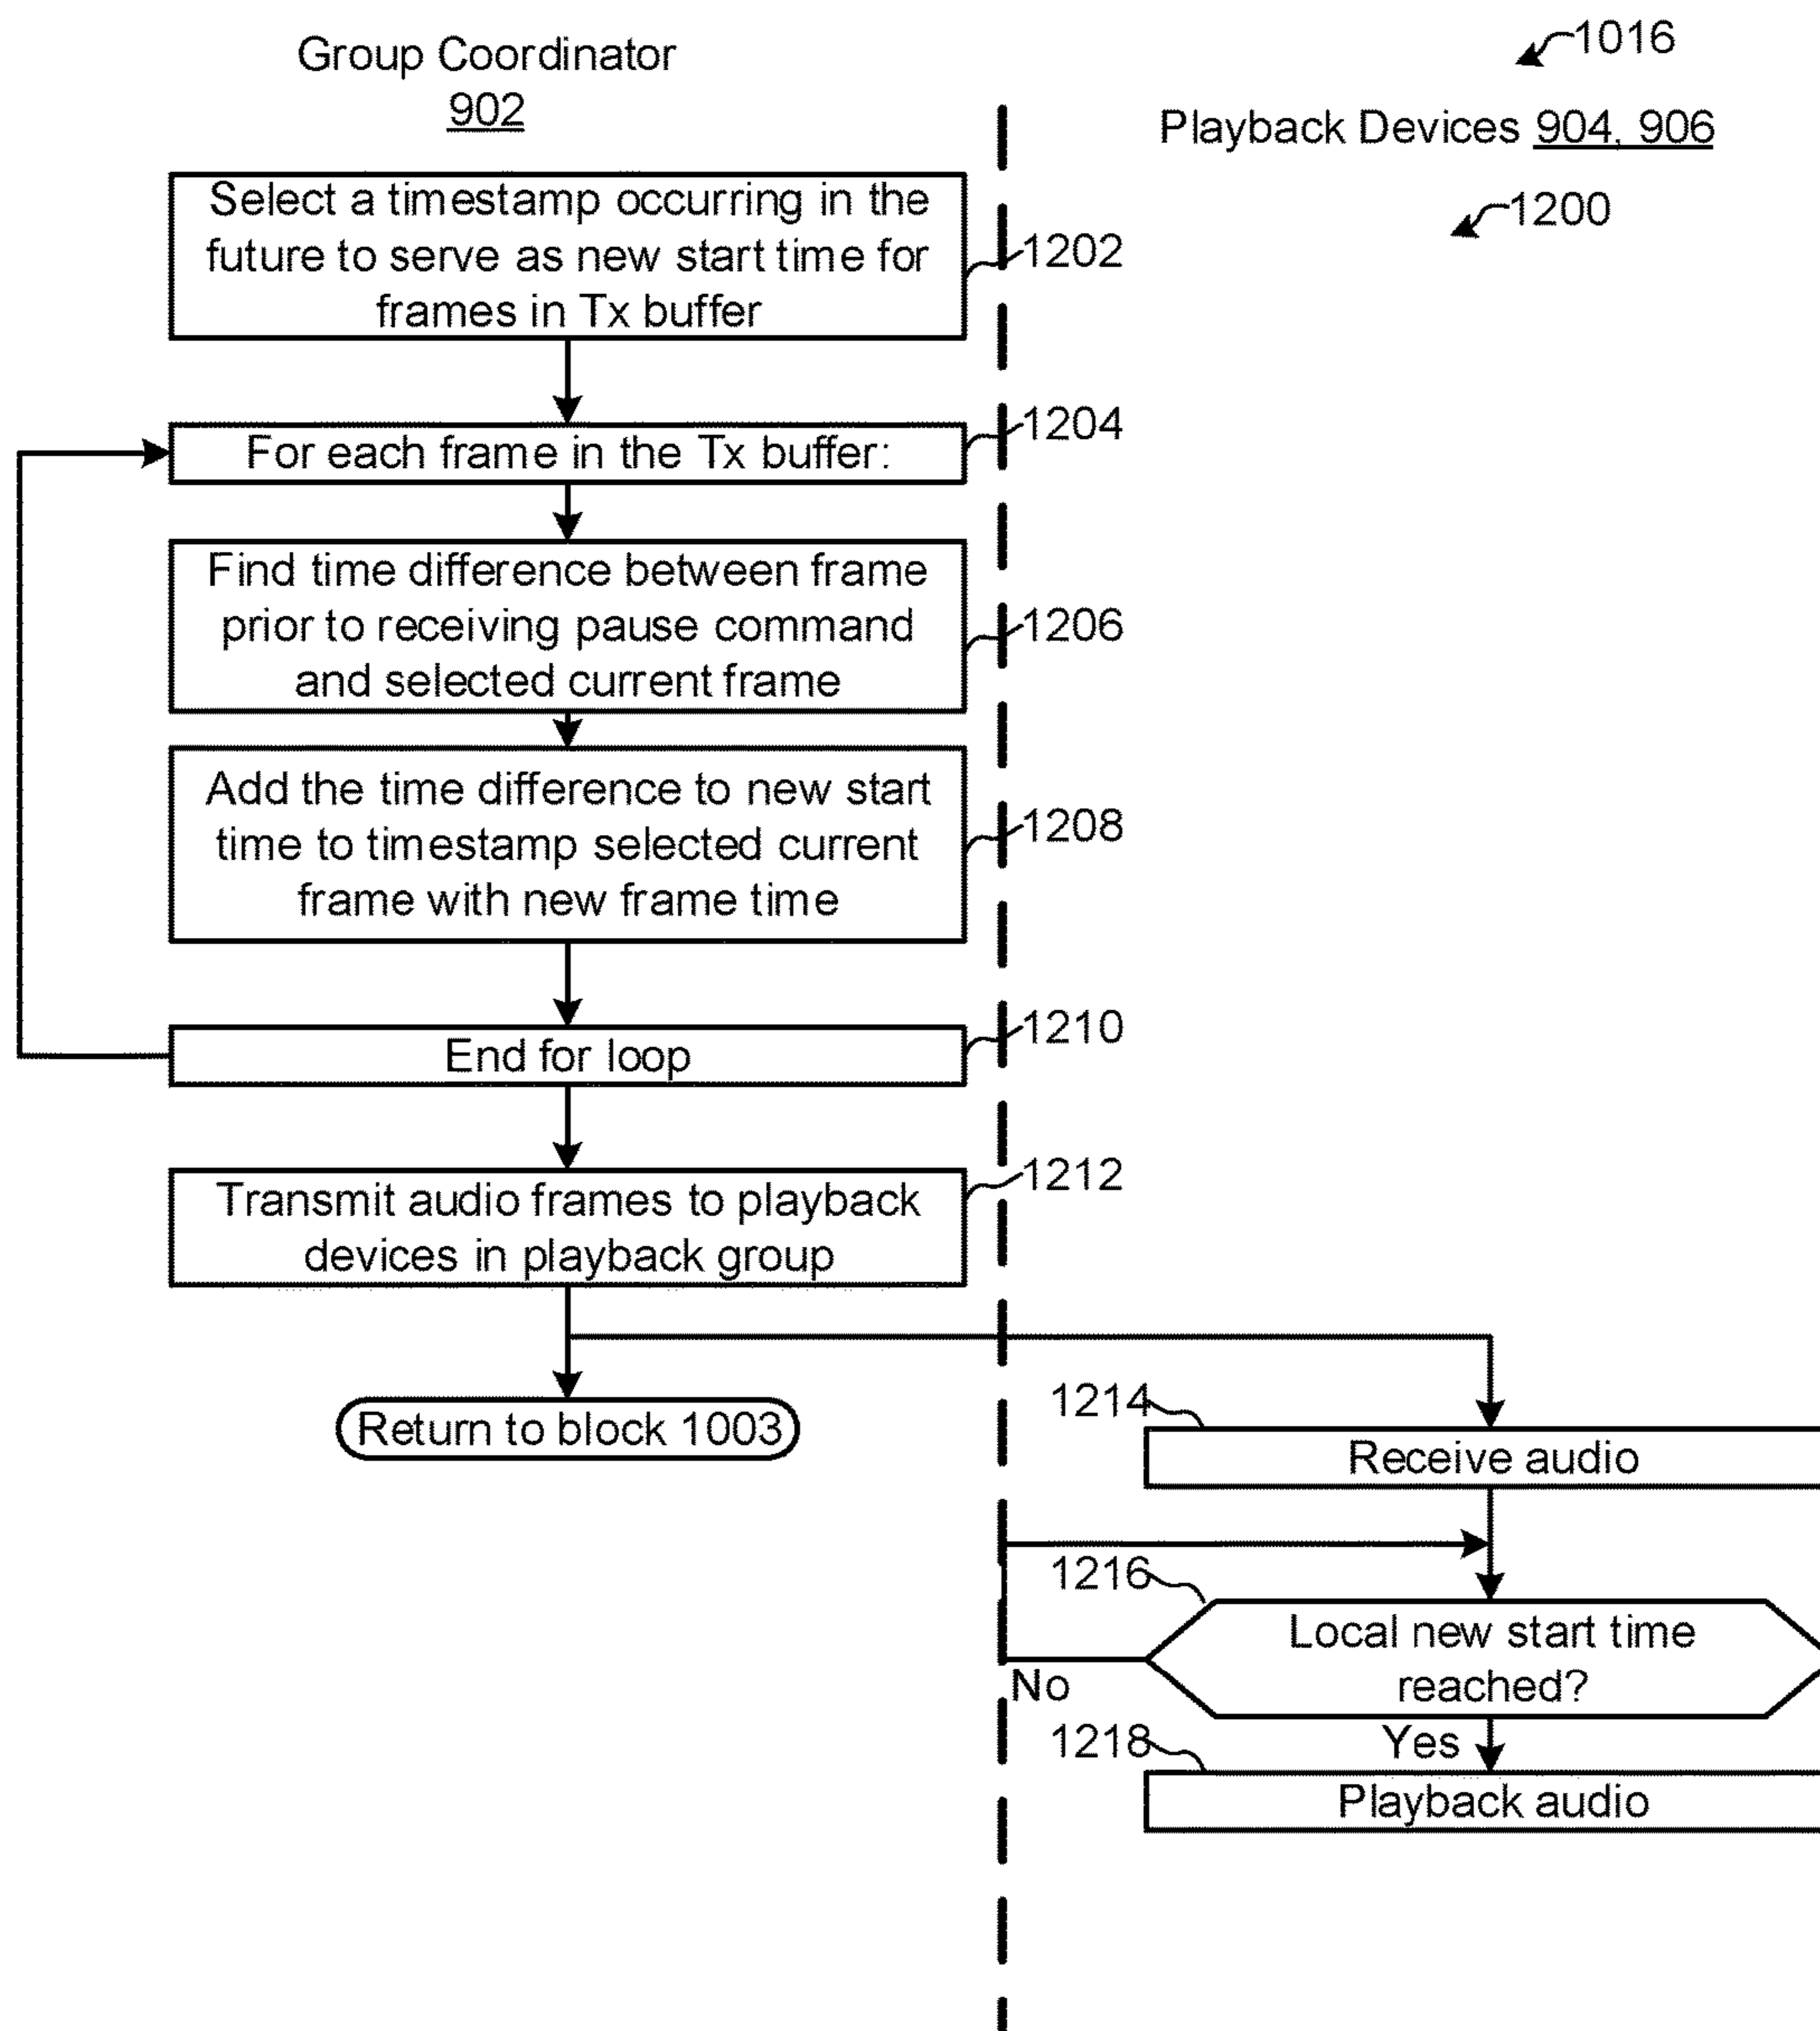 Group Coordinator
902
1016
Playback Devices 904, 906
1200
Select a timestamp occurring in the
future to serve as new start time for
frames in Tx buffer
1202
For each frame in the Tx buffer:
1204
Find time difference between frame
prior to receiving pause command
and selected current frame
1206
Add the time difference to new start
time to timestamp selected current
frame with new frame time
1208
End for loop
1210
Transmit audio frames to playback
devices in playback group
1212
Return to block 1003
1214
Receive audio
1216
Local new start time
reached?
No
Yes
1218
Playback audio